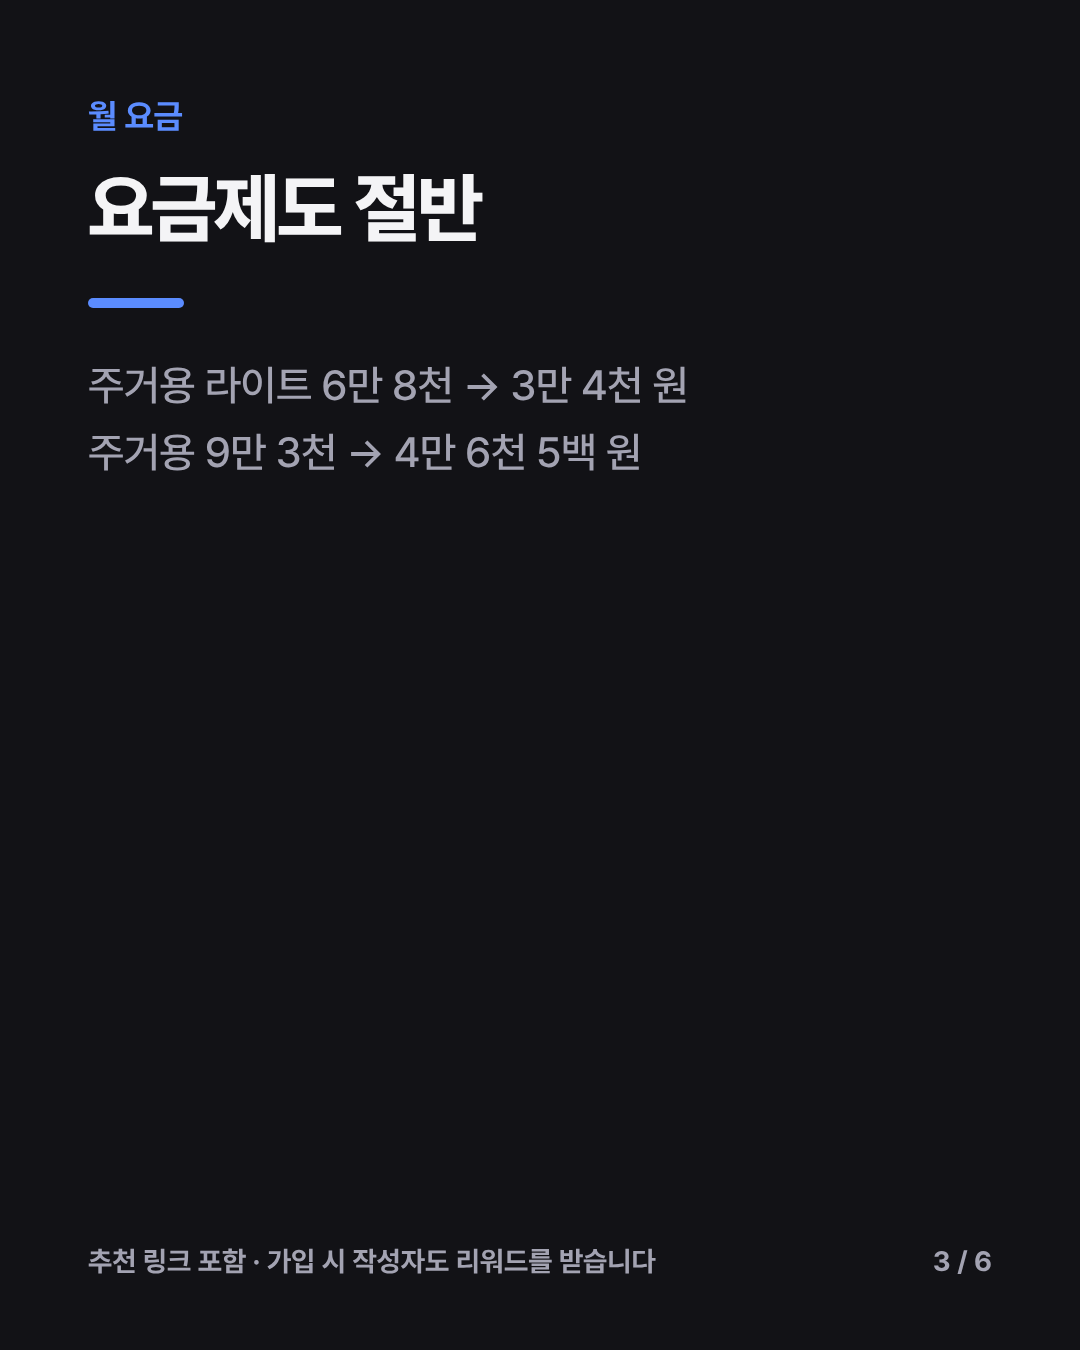 월 요금
요금제도 절반
주거용 라이트 6만 8천 → 3만 4천 원
주거용 9만 3천 → 4만 6천 5백 원
추천 링크 포함 · 가입 시 작성자도 리워드를 받습니다
3 / 6